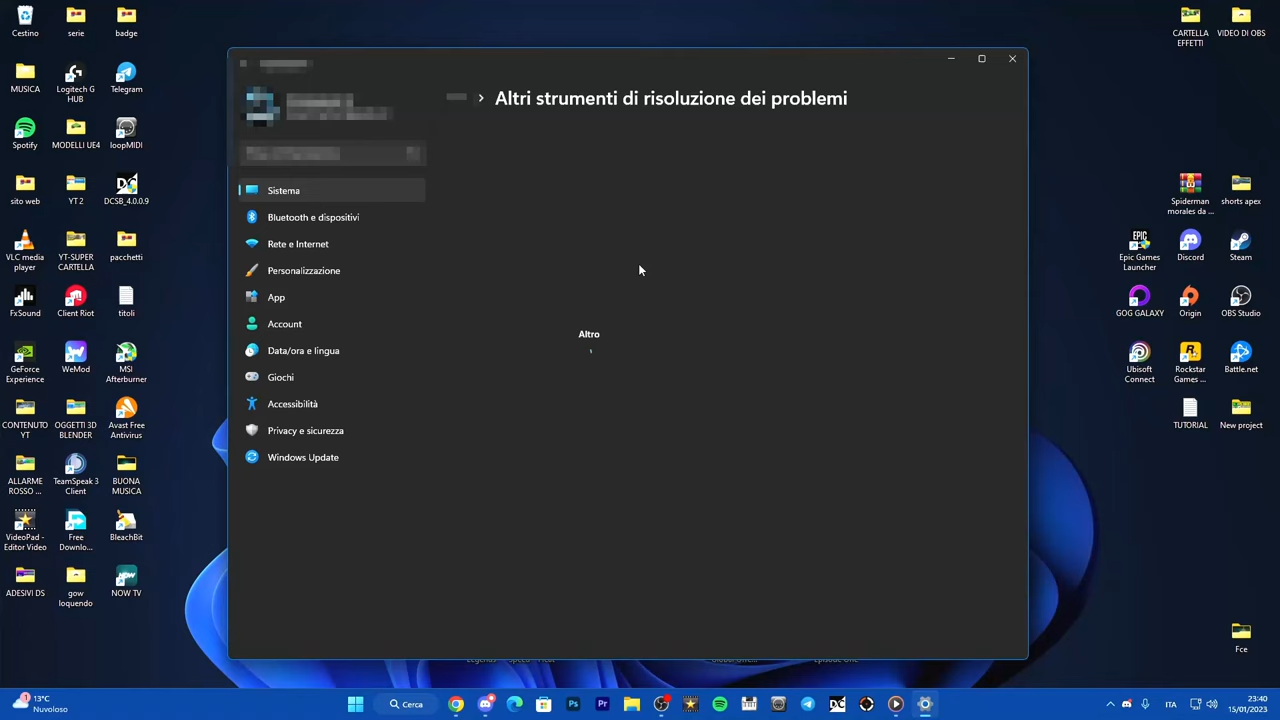 Cestino
serie
badge
MUSICA
Logitech G
HUB
Telegram
Spotify
MODELLI UE4
loopMIDI
sito web
YT 2
DCSB_4.0.0.9
VLC media
player
YT-SUPER
CARTELLA
pacchetti
FxSound
Client Riot
titoli
GeForce
Experience
WeMod
MSI
Afterburner
CONTENUTO
YT
OGGETTI 3D
BLENDER
Avast Free
Antivirus
ALLARME
ROSSO ...
TeamSpeak 3
Client
BUONA
MUSICA
VideoPad -
Editor Video
Free
Downlo...
BleachBit
ADESIVI DS
gow
loquendo
NOW TV
Altri strumenti di risoluzione dei problemi
Sistema
Bluetooth e dispositivi
Rete e Internet
Personalizzazione
App
Account
Data/ora e lingua
Giochi
Accessibilità
Privacy e sicurezza
Windows Update
Altro
CARTELLA
EFFETTI
VIDEO DI OBS
Spiderman
morales da ...
shorts apex
Epic Games
Launcher
Discord
Steam
GOG GALAXY
Origin
OBS Studio
Ubisoft
Connect
Rockstar
Games ...
Battle.net
TUTORIAL
New project
Fce
1
13°C
Nuvoloso
Cerca
ITA
23:40
15/01/2023